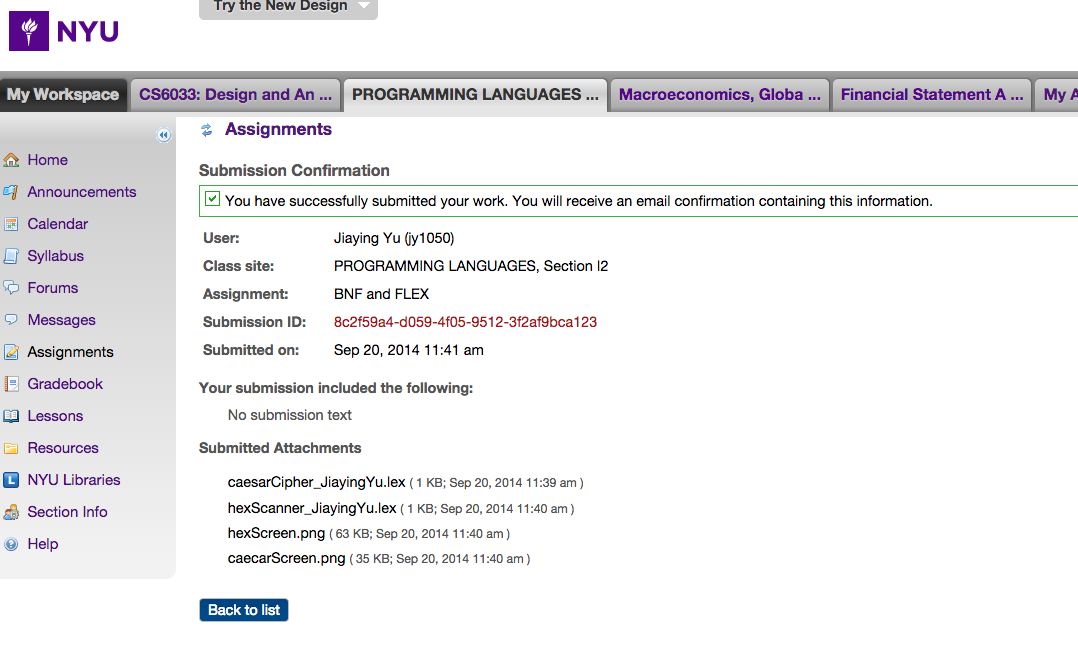 Try the New Design
NYU
My Workspace
CS6033: Design and An ...
PROGRAMMING LANGUAGES ...
Macroeconomics, Globa ...
Financial Statement A ...
My A
Assignments
Home
Announcements
Calendar
Syllabus
Forums
Messages
Assignments
Gradebook
Lessons
Resources
NYU Libraries
Section Info
Help
Submission Confirmation
You have successfully submitted your work. You will receive an email confirmation containing this information.
User: Jiaying Yu (jy1050)
Class site: PROGRAMMING LANGUAGES, Section I2
Assignment: BNF and FLEX
Submission ID: 8c2f59a4-d059-4f05-9512-3f2af9bca123
Submitted on: Sep 20, 2014 11:41 am
Your submission included the following:
No submission text
Submitted Attachments
caesarCipher_JiayingYu.lex ( 1 KB; Sep 20, 2014 11:39 am )
hexScanner_JiayingYu.lex ( 1 KB; Sep 20, 2014 11:40 am )
hexScreen.png ( 63 KB; Sep 20, 2014 11:40 am )
caecarScreen.png ( 35 KB; Sep 20, 2014 11:40 am )
Back to list